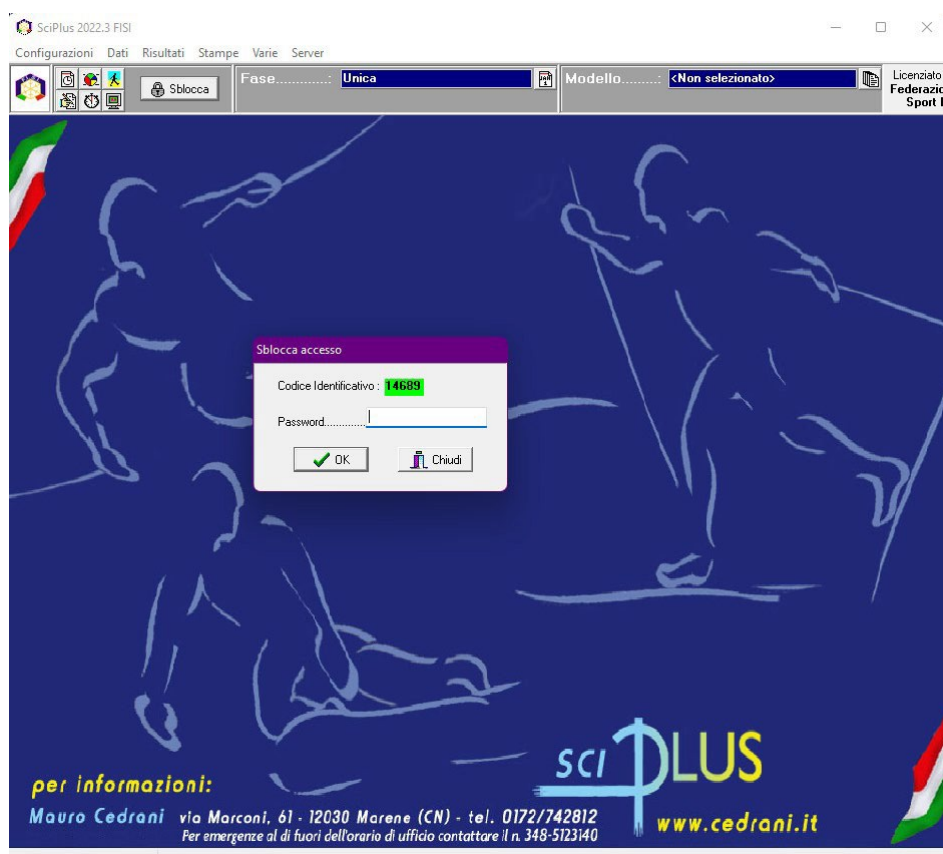 SciPlus 2022.3 FISI
Configurazioni Dati Risultati Stampe Varie Server
Sblocca
Fase............: Unica
Modello.........: <Non selezionato>
Licenziato
Federazio
Sport I
Sblocca accesso
Codice Identificativo : 14689
Password.............
OK
Chiudi
SCI PLUS
per informazioni:
Mauro Cedrani via Marconi, 61 - 12030 Marene (CN) - tel. 0172/742812
Per emergenze al di fuori dell'orario di ufficio contattare il n. 348-5123140
www.cedrani.it